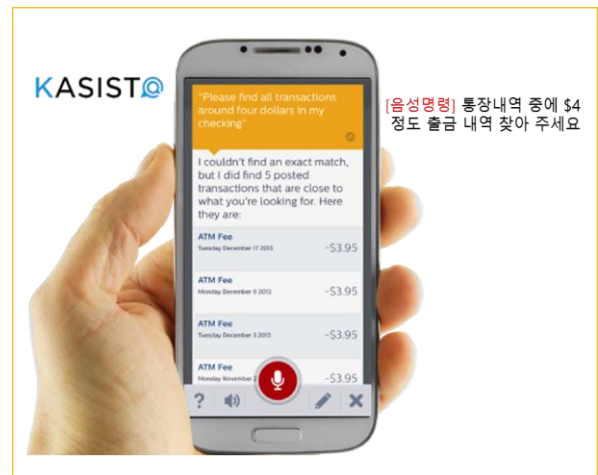 KASIST@
"Please find all transactions
around four dollars in my
checking"
[음성명령] 통장내역 중에 $4
정도 출금 내역 찾아 주세요
I couldn't find an exact match,
but I did find 5 posted
transactions that are close to
what you're looking for. Here
they are:
ATM Fee
Tuesday December 17 2013
-$3.95
ATM Fee
Monday December 9 2013
-$3.95
ATM Fee
Tuesday December 3 2013
-$3.95
ATM Fee
Monday November 2
-$3.95
?